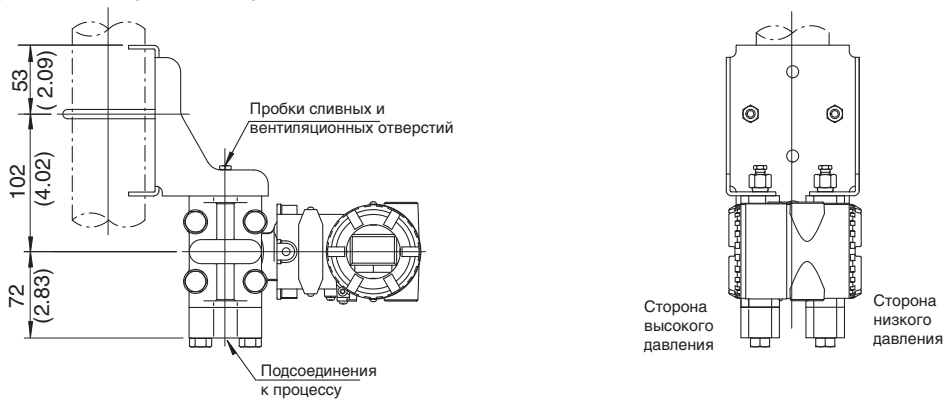 53
( 2.09)
Пробки сливных и
вентиляционных отверстий
102
(4.02)
72
(2.83)
Подсоединения
к процессу
Сторона
высокого
давления
Сторона
низкого
давления